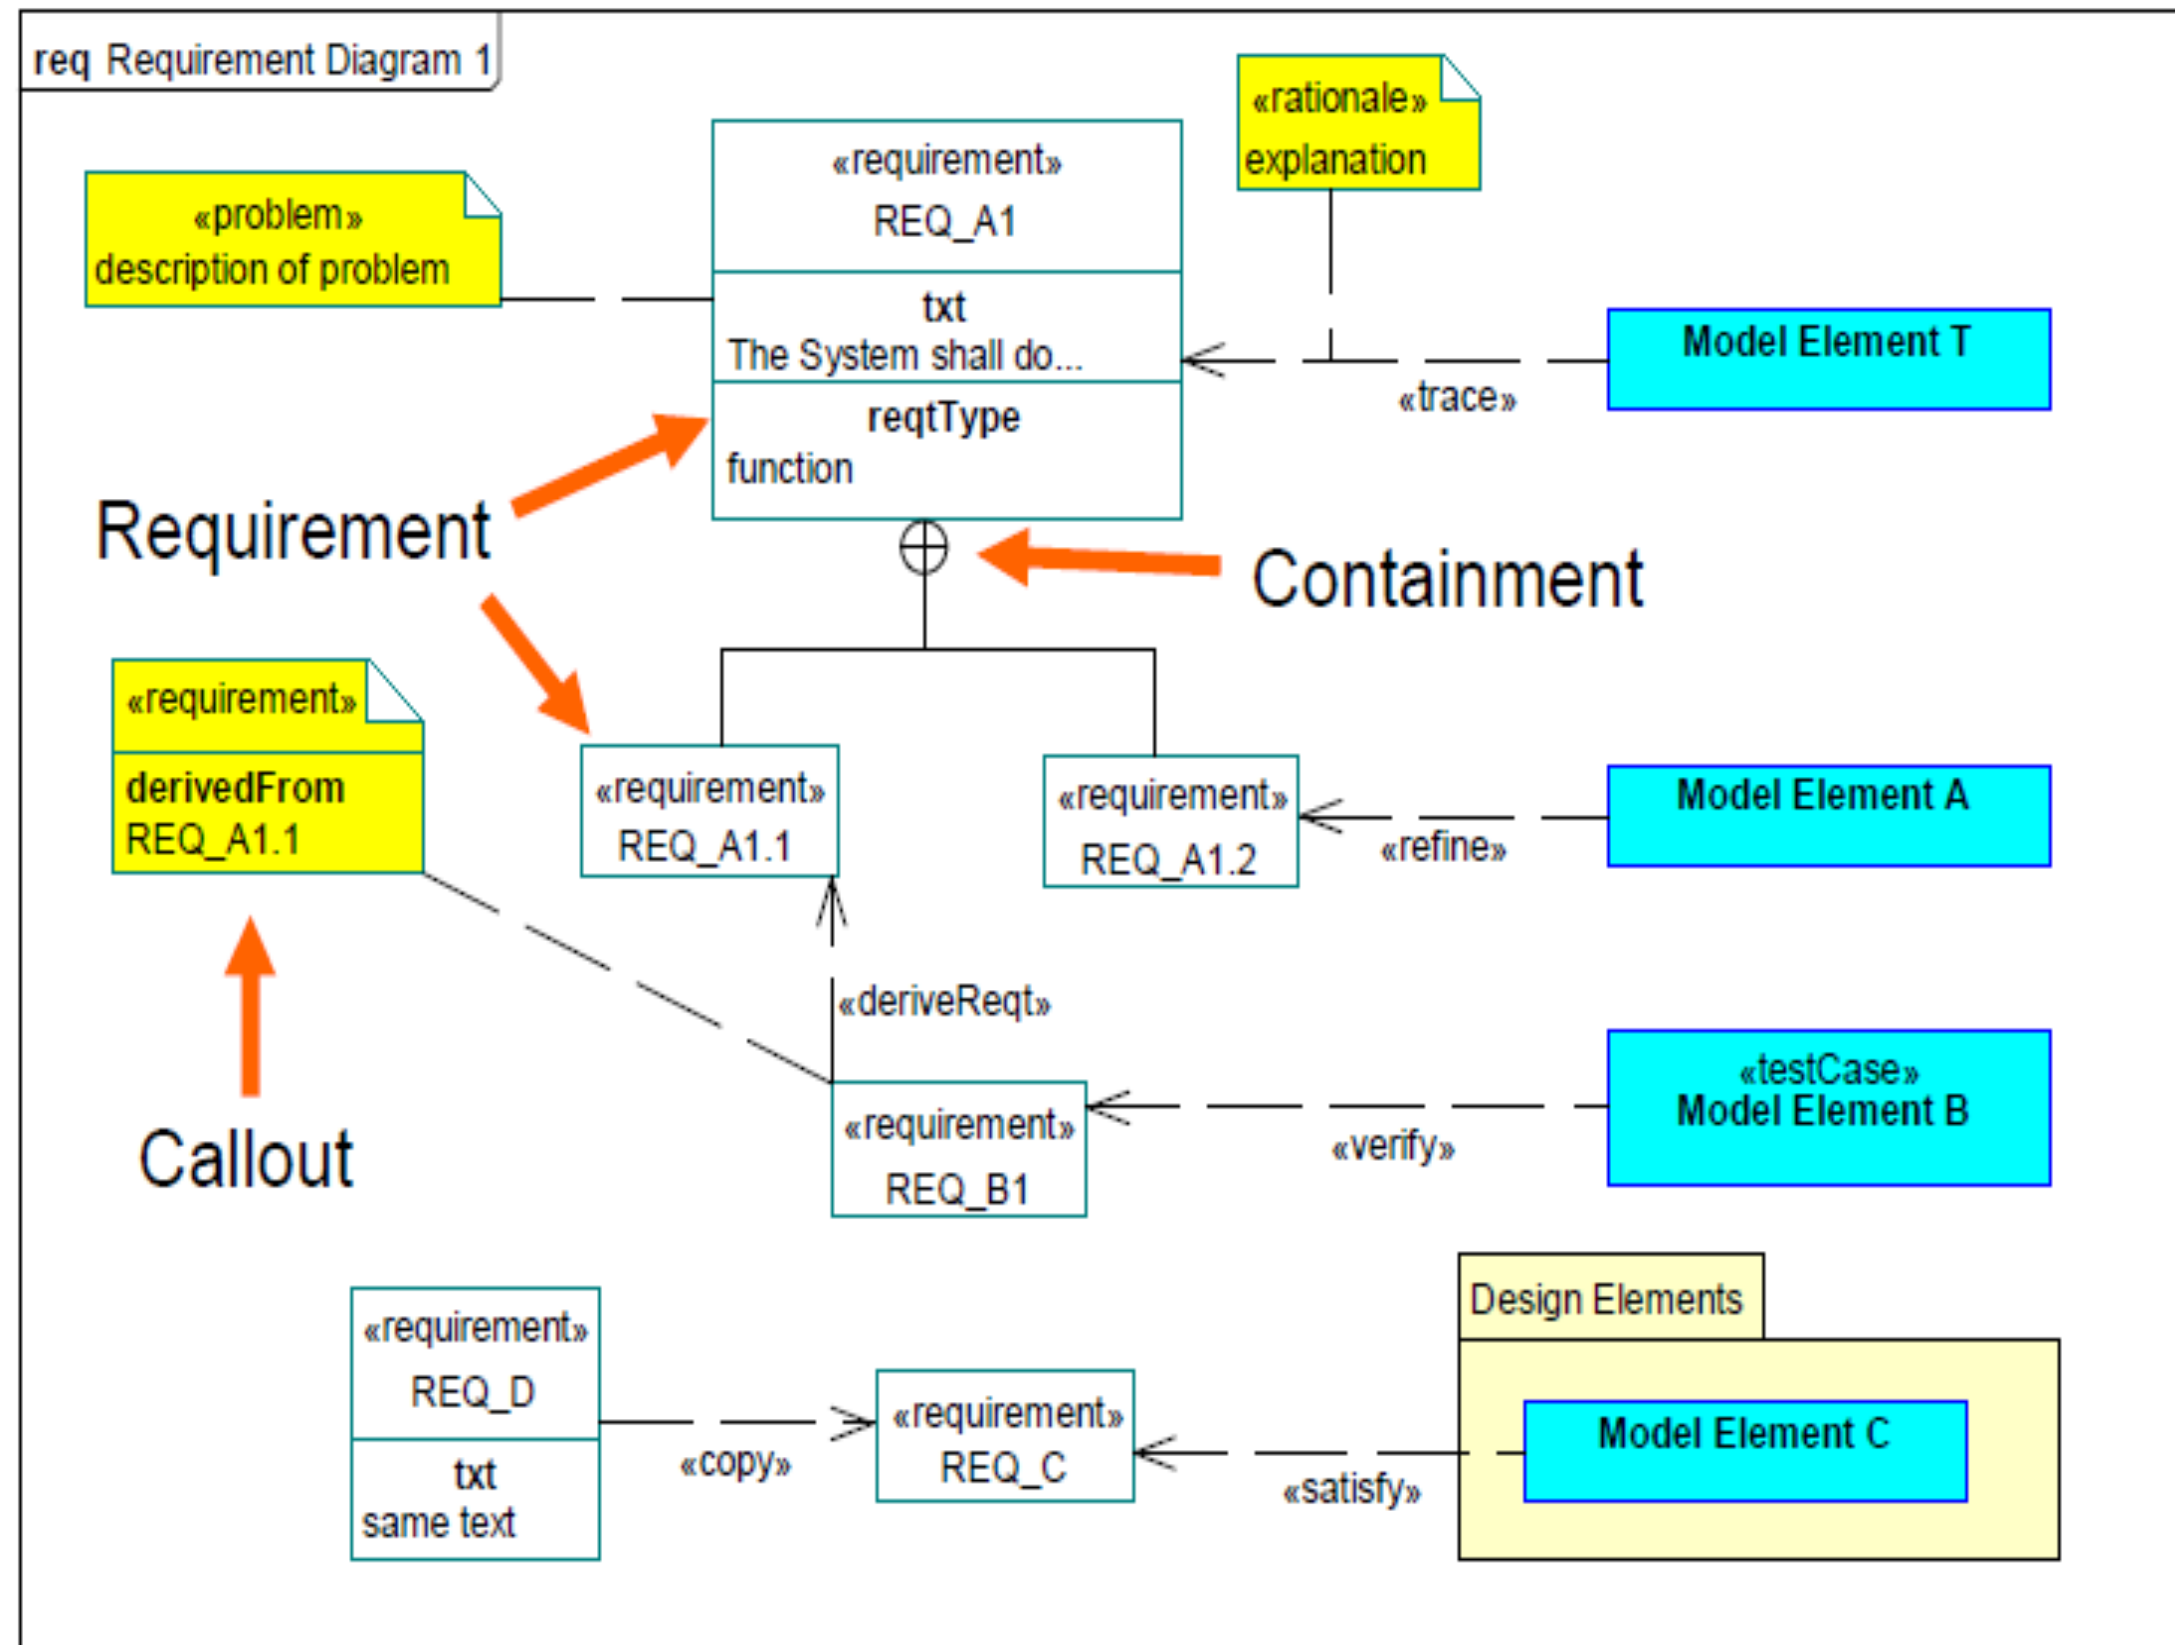 req Requirement Diagram 1
«rationale»
explanation
«requirement»
REQ_A1
«problem»
description of problem
txt
The System shall do...
Model Element T
«trace»
reqtType
function
Requirement
Containment
«requirement»
derivedFrom
REQ_A1.1
«requirement»
REQ_A1.1
«requirement»
REQ_A1.2
Model Element A
«refine»
«deriveReqt»
Callout
«requirement»
REQ_B1
«testCase»
Model Element B
«verify»
Design Elements
«requirement»
REQ_D
txt
same text
«copy»
«requirement»
REQ_C
Model Element C
«satisfy»